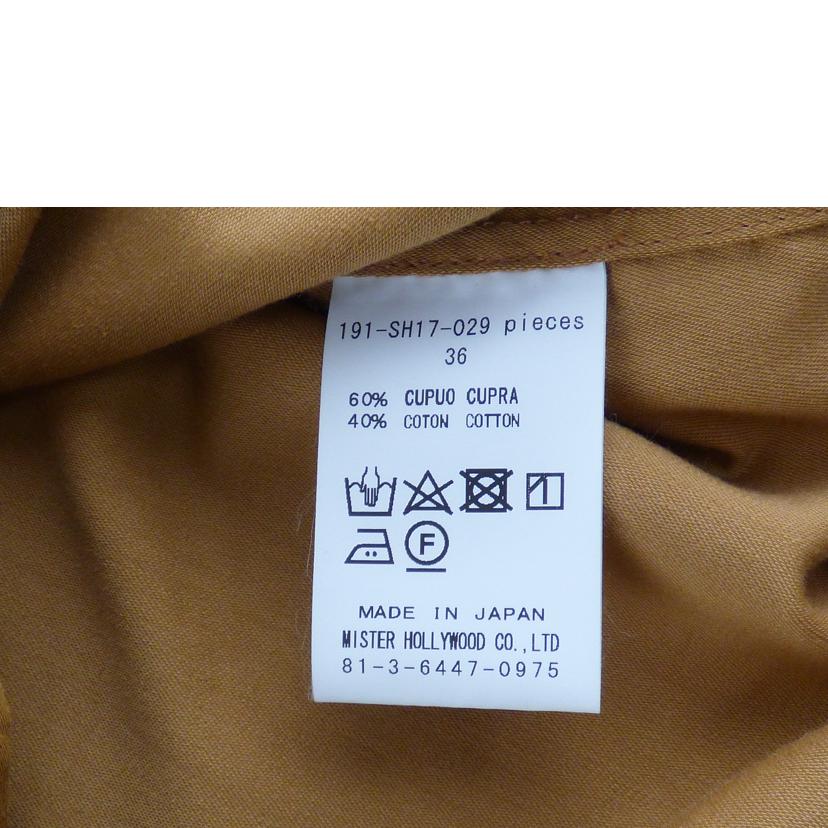 191-SH17-029 pieces
36
60% CUPUO CUPRA
40% COTON COTTON
F
MADE IN JAPAN
MISTER HOLLYWOOD CO.,LTD
81-3-6447-0975